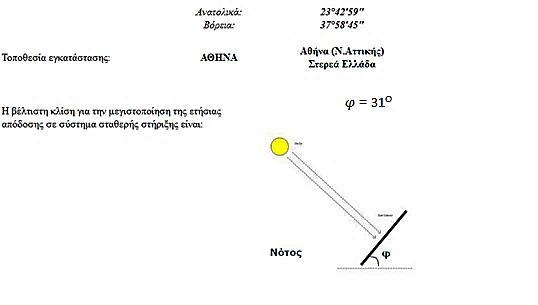 Ανατολικά: 23°42'59"
Βόρεια: 37°58'45"
Τοποθεσία εγκατάστασης: ΑΘΗΝΑ Αθήνα (Ν.Αττικής)
Στερεά Ελλάδα
Η βέλτιστη κλίση για την μεγιστοποίηση της ετήσιας
απόδοσης σε σύστημα σταθερής στήριξης είναι:
φ = 31°
Νότος
φ